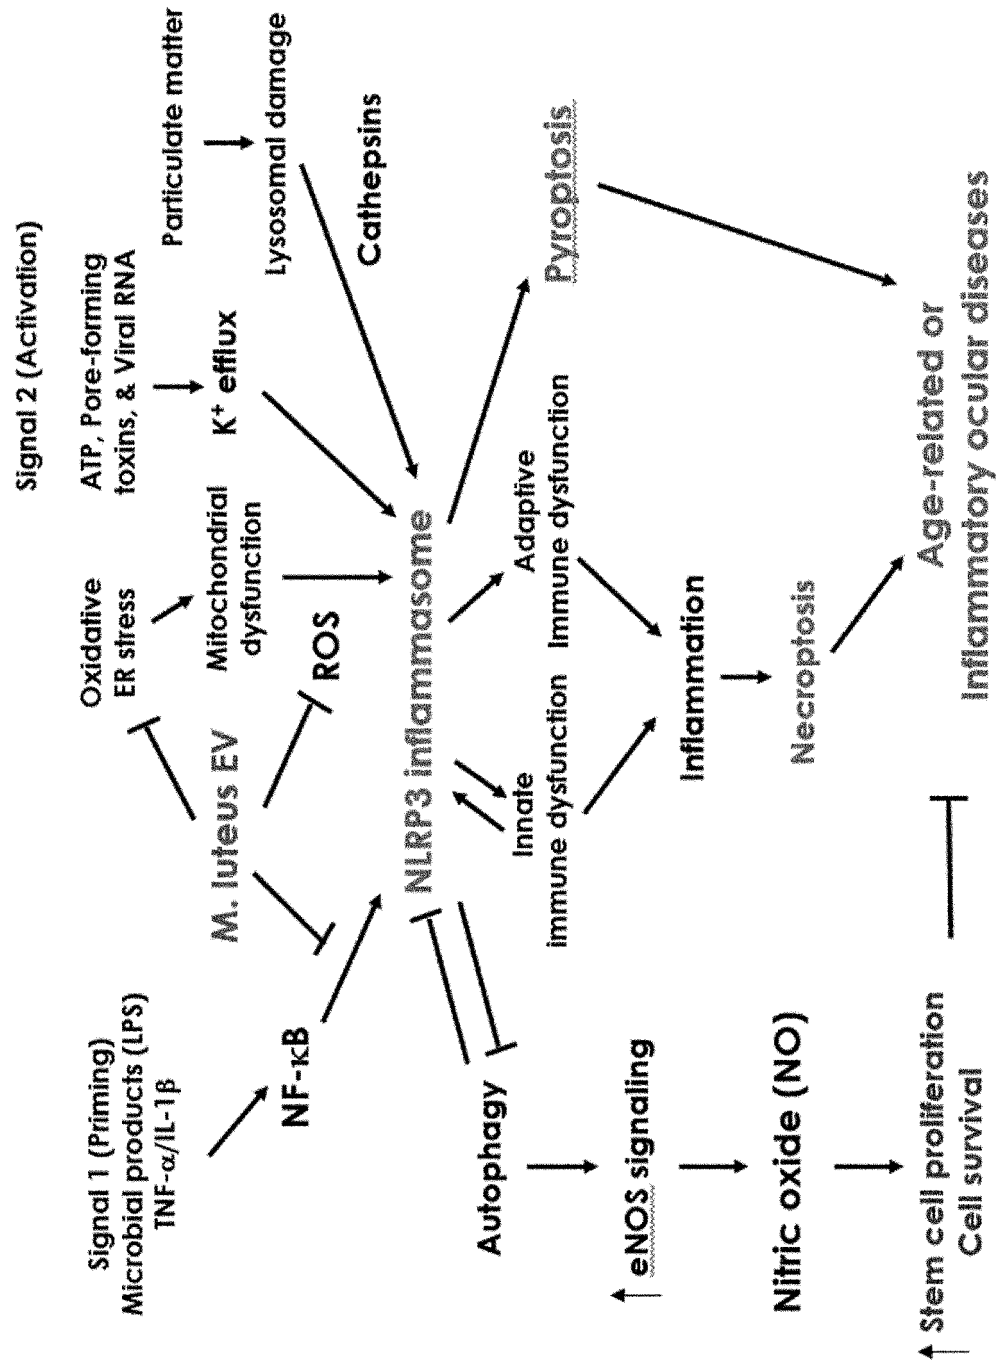 Signal 2 (Activation)
Signal 1 (Priming)
Microbial products (LPS)
TNF-α/IL-1β
Oxidative
ER stress
ATP, Pore-forming
toxins, & Viral RNA
Particulate matter
M. luteus EV
Mitochondrial
dysfunction
K+ efflux
Lysosomal damage
NF-κB
ROS
Cathepsins
NLRP3 inflammasome
Autophagy
Innate
immune dysfunction
Adaptive
Immune dysfunction
Pyroptosis
eNOS signaling
Inflammation
Nitric oxide (NO)
Necroptosis
Stem cell proliferation
Cell survival
Age-related or
Inflammatory ocular diseases